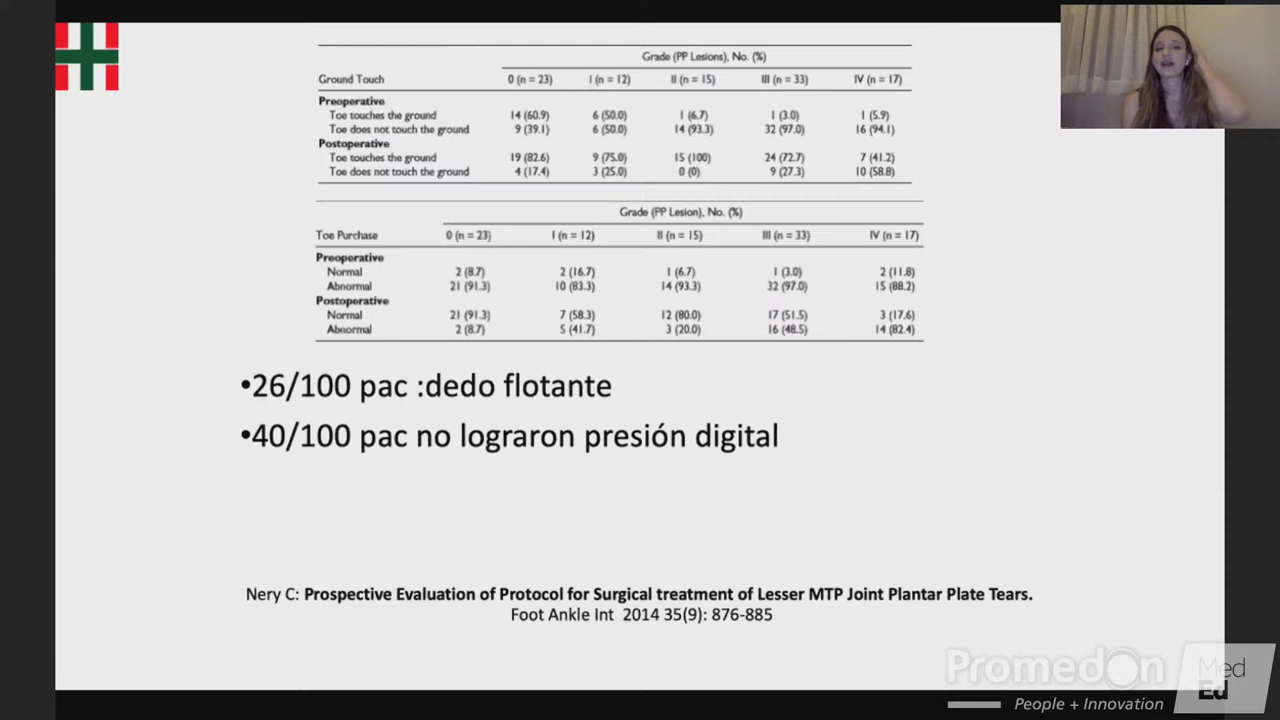 Grade (PP Lesions), No. (%)
Ground Touch 0 (n = 23) I (n = 12) II (n = 15) III (n = 33) IV (n = 17)
Preoperative
Toe touches the ground 14 (60.9) 6 (50.0) 1 (6.7) 1 (3.0) 1 (5.9)
Toe does not touch the ground 9 (39.1) 6 (50.0) 14 (93.3) 32 (97.0) 16 (94.1)
Postoperative
Toe touches the ground 19 (82.6) 9 (75.0) 15 (100) 24 (72.7) 7 (41.2)
Toe does not touch the ground 4 (17.4) 3 (25.0) 0 (0) 9 (27.3) 10 (58.8)
Grade (PP Lesion), No. (%)
Toe Purchase 0 (n = 23) I (n = 12) II (n = 15) III (n = 33) IV (n = 17)
Preoperative
Normal 2 (8.7) 2 (16.7) 1 (6.7) 1 (3.0) 2 (11.8)
Abnormal 21 (91.3) 10 (83.3) 14 (93.3) 32 (97.0) 15 (88.2)
Postoperative
Normal 21 (91.3) 7 (58.3) 12 (80.0) 17 (51.5) 3 (17.6)
Abnormal 2 (8.7) 5 (41.7) 3 (20.0) 16 (48.5) 14 (82.4)
•26/100 pac :dedo flotante
•40/100 pac no lograron presión digital
Nery C: Prospective Evaluation of Protocol for Surgical treatment of Lesser MTP Joint Plantar Plate Tears.
Foot Ankle Int 2014 35(9): 876-885
Promedon
Med
Ed
People + Innovation